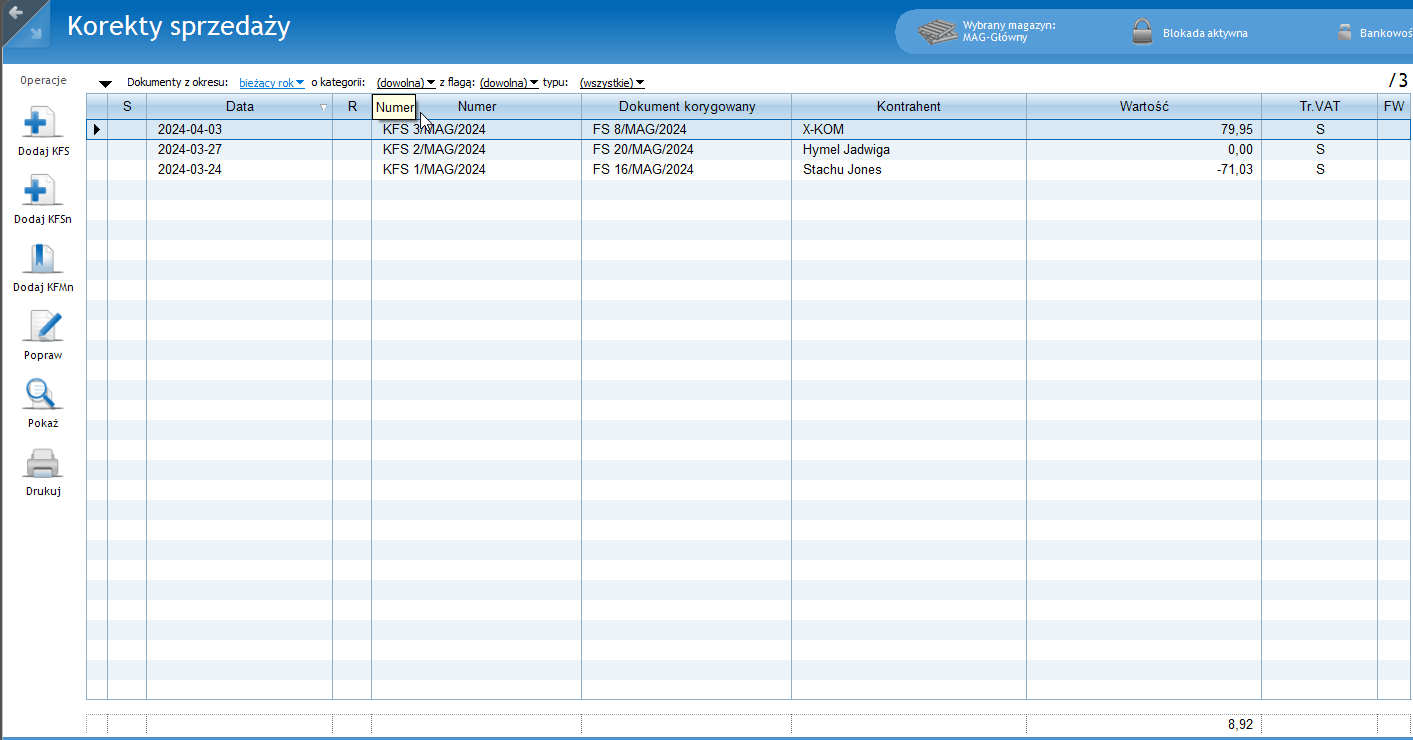 Korekty sprzedaży
Wybrany magazyn:
MAG-Główny
Blokada aktywna
Bankowoś
Operacje
Dokumenty z okresu: bieżący rok o kategorii: (dowolna) z flagą: (dowolna) typu: (wszystkie) /3
S Data R Numer Numer Dokument korygowany Kontrahent Wartość Tr.VAT FW
2024-04-03 KFS 3/MAG/2024 FS 8/MAG/2024 X-KOM 79,95 S
2024-03-27 KFS 2/MAG/2024 FS 20/MAG/2024 Hymel Jadwiga 0,00 S
2024-03-24 KFS 1/MAG/2024 FS 16/MAG/2024 Stachu Jones -71,03 S
Dodaj KFS
Dodaj KFSn
Dodaj KFMn
Popraw
Pokaż
Drukuj
8,92